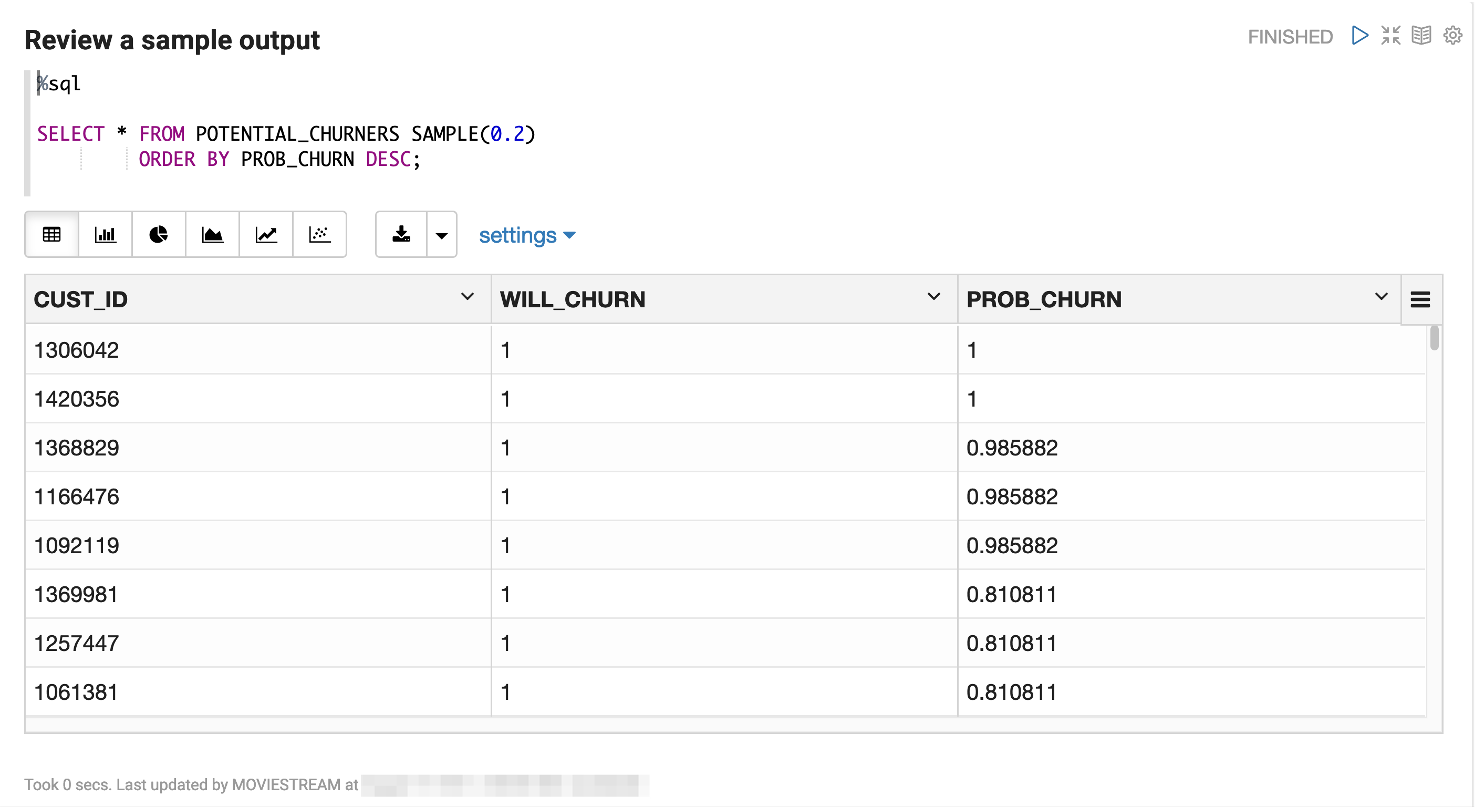 Review a sample output
FINISHED
%sql
SELECT * FROM POTENTIAL_CHURNERS SAMPLE(0.2)
ORDER BY PROB_CHURN DESC;
settings
CUST_ID WILL_CHURN PROB_CHURN
1306042 1 1
1420356 1 1
1368829 1 0.985882
1166476 1 0.985882
1092119 1 0.985882
1369981 1 0.810811
1257447 1 0.810811
1061381 1 0.810811
Took 0 secs. Last updated by MOVIESTREAM at